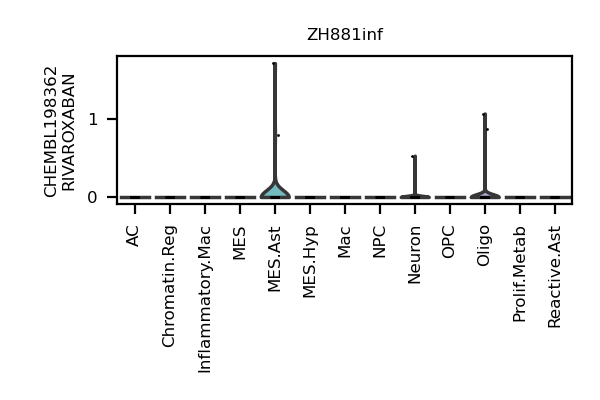 ZH881inf
CHEMBL198362
RIVAROXABAN
1
0
AC
Chromatin.Reg
Inflammatory.Mac
MES
MES.Ast
MES.Hyp
Mac
NPC
Neuron
OPC
Oligo
Prolif.Metab
Reactive.Ast